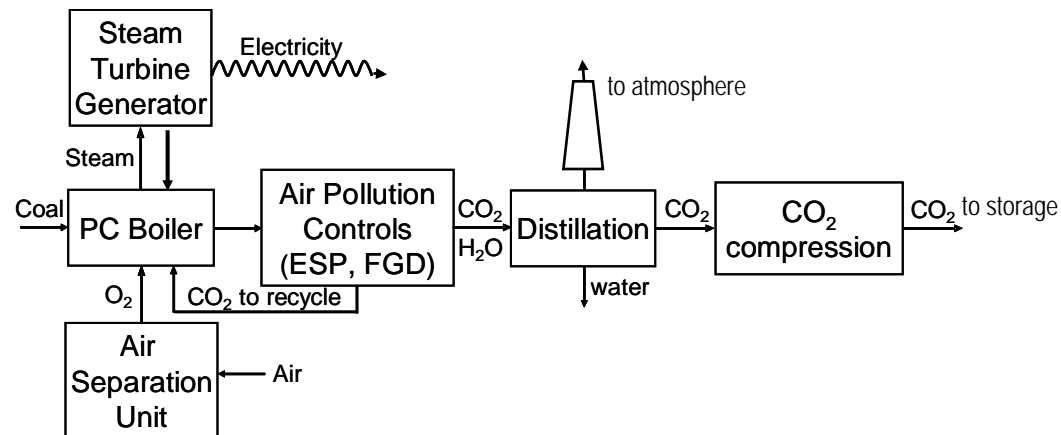 Steam
Turbine
Generator
Electricity
to atmosphere
Steam
Coal
PC Boiler
Air Pollution
Controls
(ESP, FGD)
CO₂
H₂O
Distillation
CO₂
CO₂
compression
CO₂ to storage
O₂
CO₂ to recycle
water
Air
Separation
Unit
Air